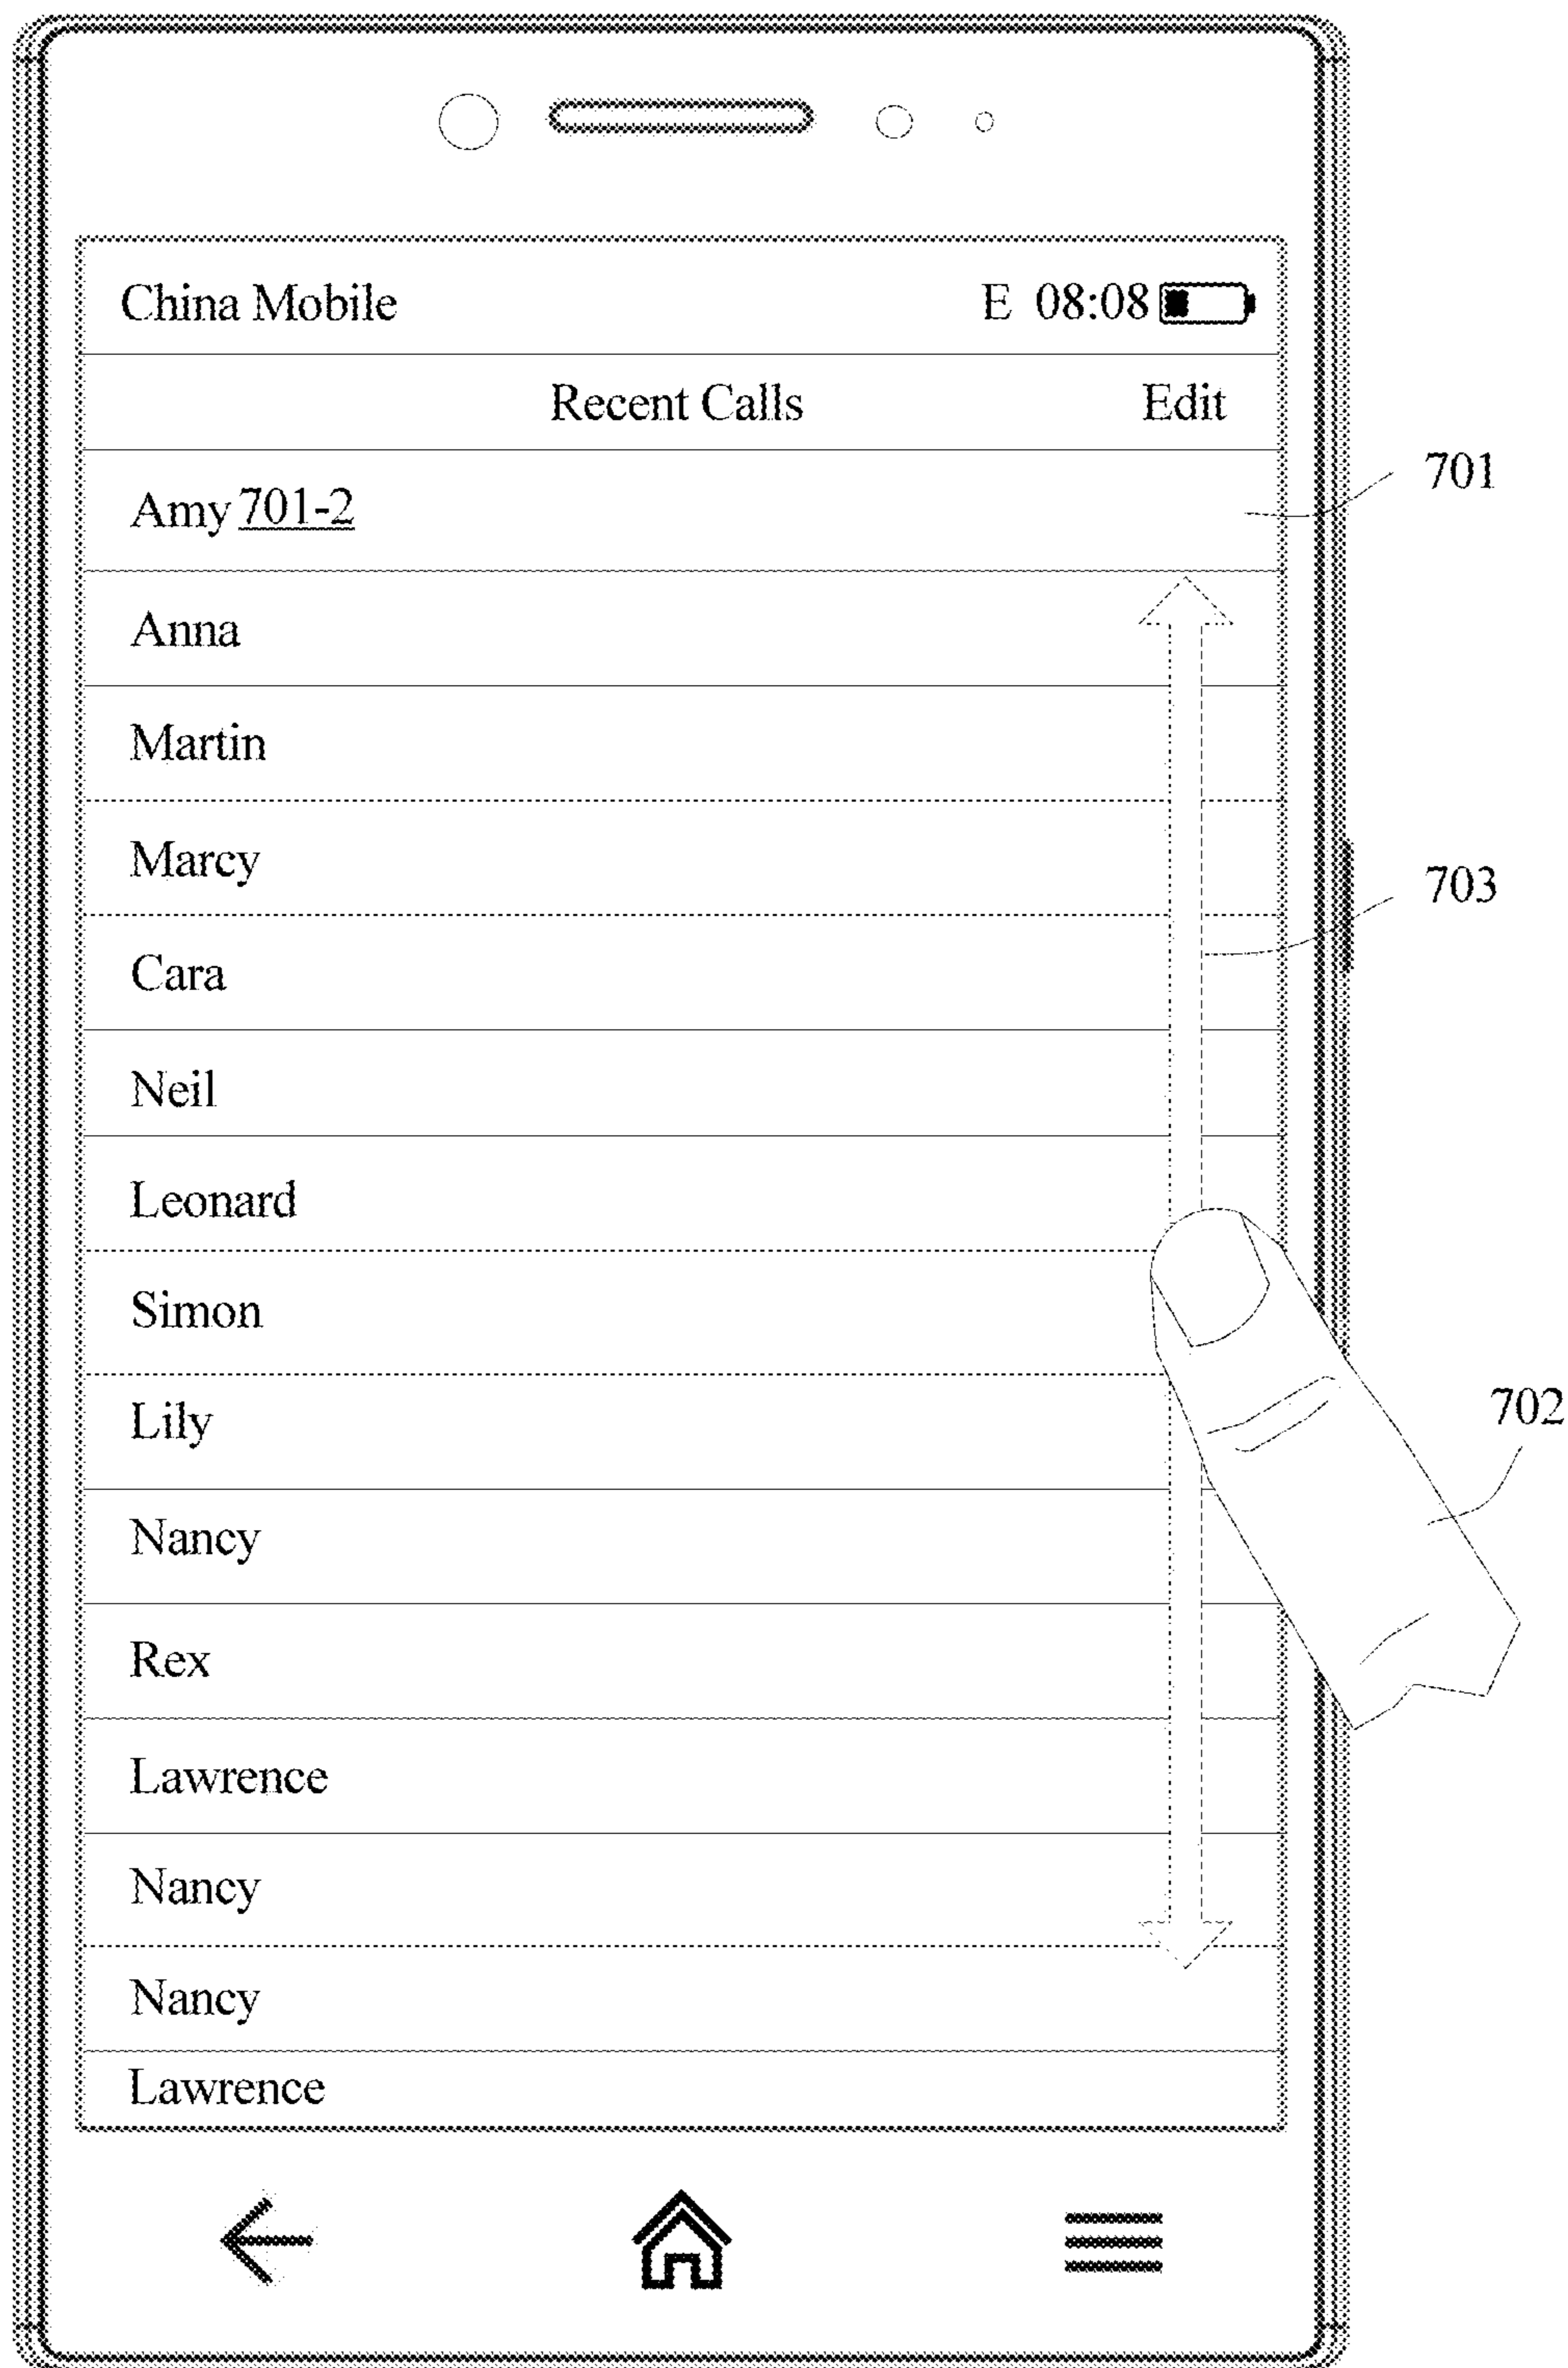 China Mobile E 08:08
Recent Calls Edit
701
Amy 701-2
Anna
Martin
Marcy
703
Cara
Neil
Leonard
Simon
702
Lily
Nancy
Rex
Lawrence
Nancy
Nancy
Lawrence